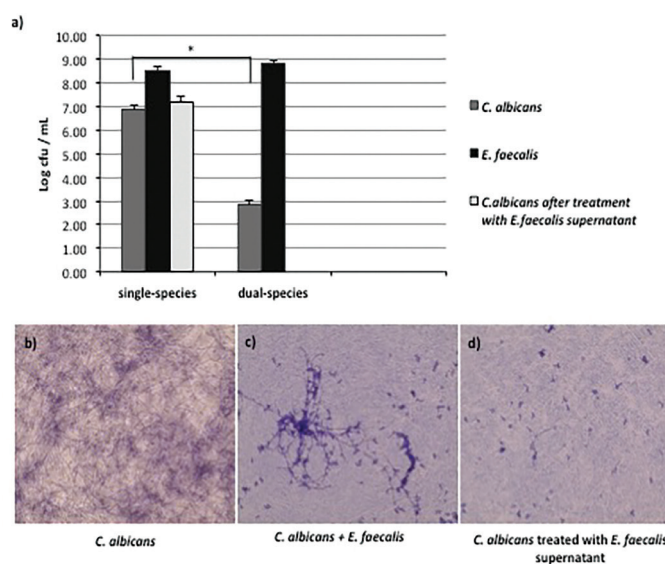 a)
*
10.00
9.00
8.00
7.00
6.00
5.00
4.00
3.00
2.00
1.00
0.00
Log cfu / mL
single-species
dual-species
C. albicans
E. faecalis
C.albicans after treatment
with E.faecalis supernatant
b)
c)
d)
C. albicans
C. albicans + E. faecalis
C. albicans treated with E. faecalis
supernatant